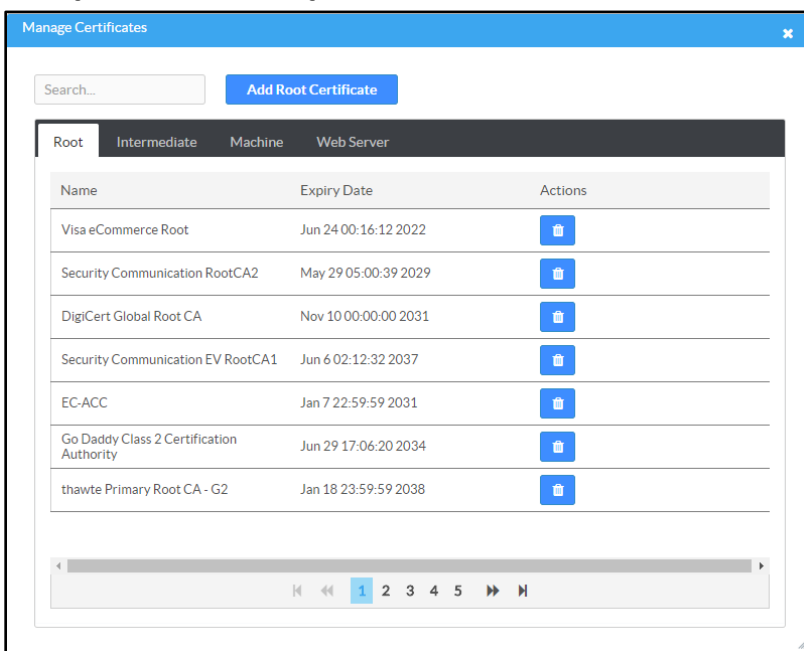 Manage Certificates
Search...
Add Root Certificate
Root Intermediate Machine Web Server
Name Expiry Date Actions
Visa eCommerce Root Jun 24 00:16:12 2022
Security Communication RootCA2 May 29 05:00:39 2029
DigiCert Global Root CA Nov 10 00:00:00 2031
Security Communication EV RootCA1 Jun 6 02:12:32 2037
EC-ACC Jan 7 22:59:59 2031
Go Daddy Class 2 Certification
Authority Jun 29 17:06:20 2034
thawte Primary Root CA - G2 Jan 18 23:59:59 2038
1 2 3 4 5